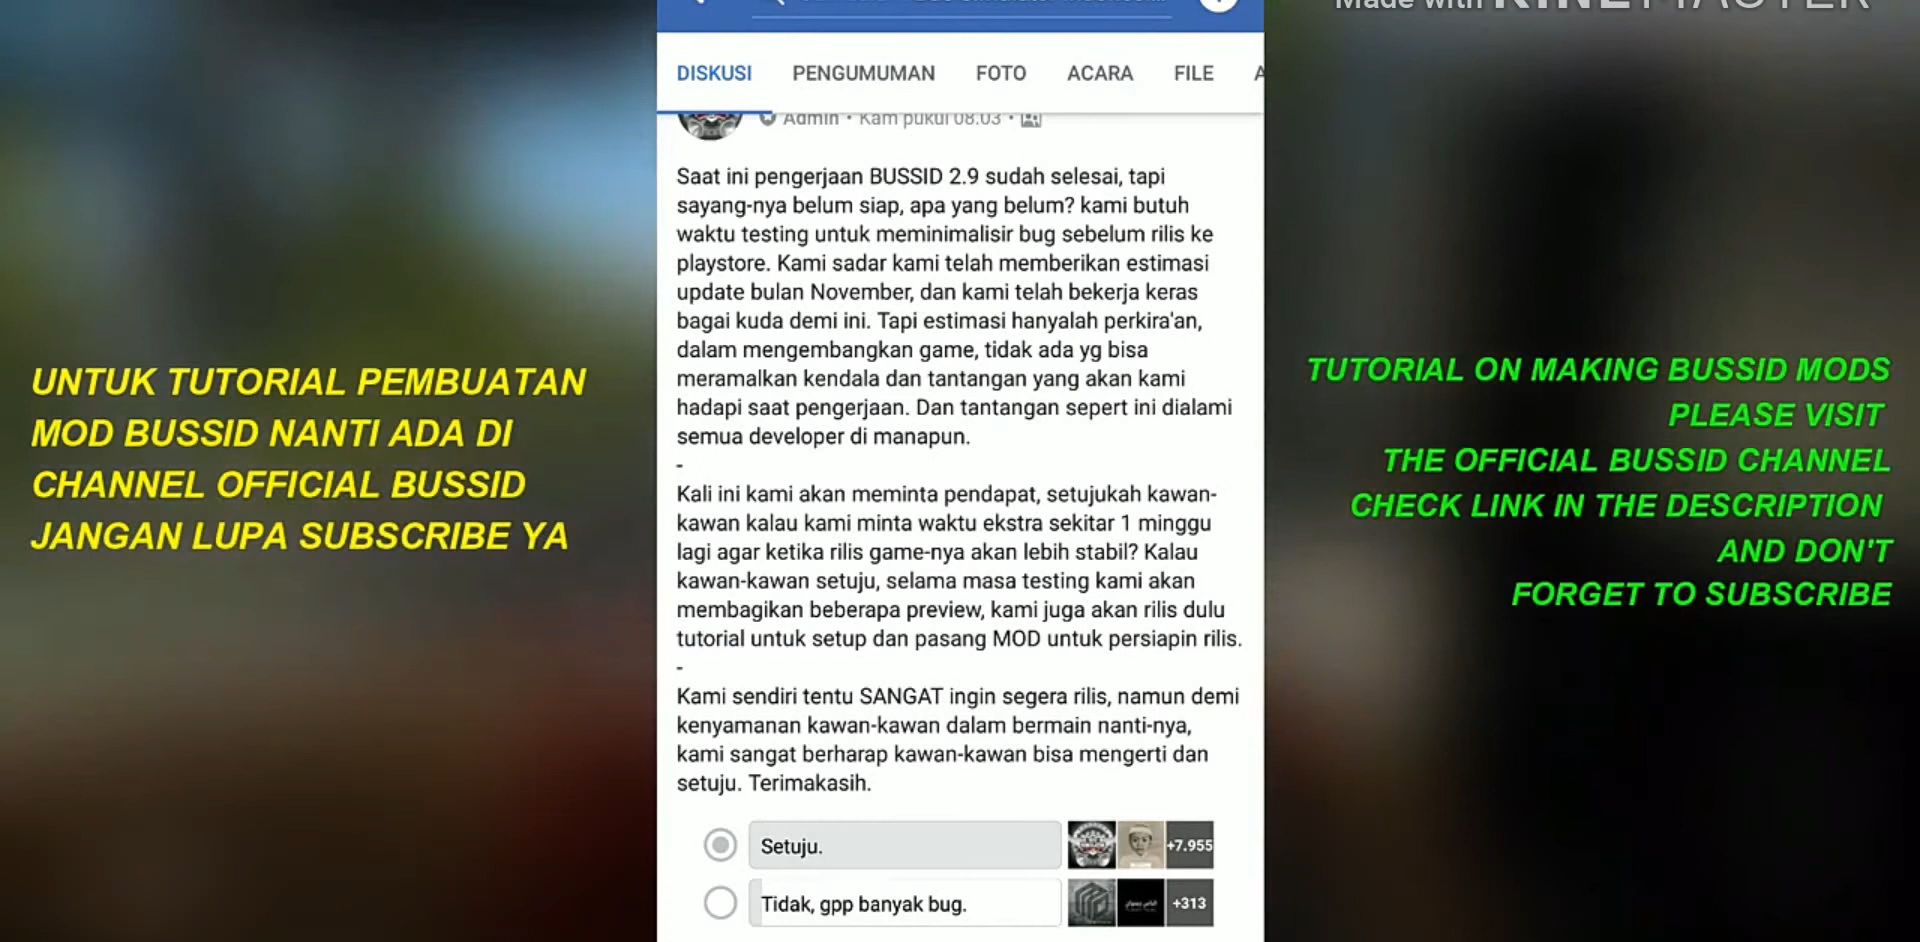 Made with KINEMASTER
DISKUSI PENGUMUMAN FOTO ACARA FILE A
Admin • Kam pukul 08.03 •
Saat ini pengerjaan BUSSID 2.9 sudah selesai, tapi
sayang-nya belum siap, apa yang belum? kami butuh
waktu testing untuk meminimalisir bug sebelum rilis ke
playstore. Kami sadar kami telah memberikan estimasi
update bulan November, dan kami telah bekerja keras
bagai kuda demi ini. Tapi estimasi hanyalah perkira'an,
dalam mengembangkan game, tidak ada yg bisa
meramalkan kendala dan tantangan yang akan kami
hadapi saat pengerjaan. Dan tantangan sepert ini dialami
semua developer di manapun.
-
Kali ini kami akan meminta pendapat, setujukah kawan-
kawan kalau kami minta waktu ekstra sekitar 1 minggu
lagi agar ketika rilis game-nya akan lebih stabil? Kalau
kawan-kawan setuju, selama masa testing kami akan
membagikan beberapa preview, kami juga akan rilis dulu
tutorial untuk setup dan pasang MOD untuk persiapin rilis.
-
Kami sendiri tentu SANGAT ingin segera rilis, namun demi
kenyamanan kawan-kawan dalam bermain nanti-nya,
kami sangat berharap kawan-kawan bisa mengerti dan
setuju. Terimakasih.
Setuju. +7.955
Tidak, gpp banyak bug. +313
UNTUK TUTORIAL PEMBUATAN
MOD BUSSID NANTI ADA DI
CHANNEL OFFICIAL BUSSID
JANGAN LUPA SUBSCRIBE YA
TUTORIAL ON MAKING BUSSID MODS
PLEASE VISIT
THE OFFICIAL BUSSID CHANNEL
CHECK LINK IN THE DESCRIPTION
AND DON'T
FORGET TO SUBSCRIBE